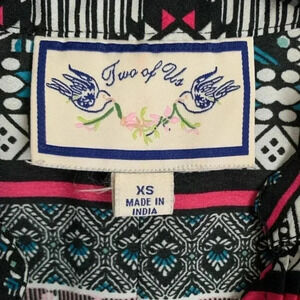 Two of Us
XS
MADE IN
INDIA